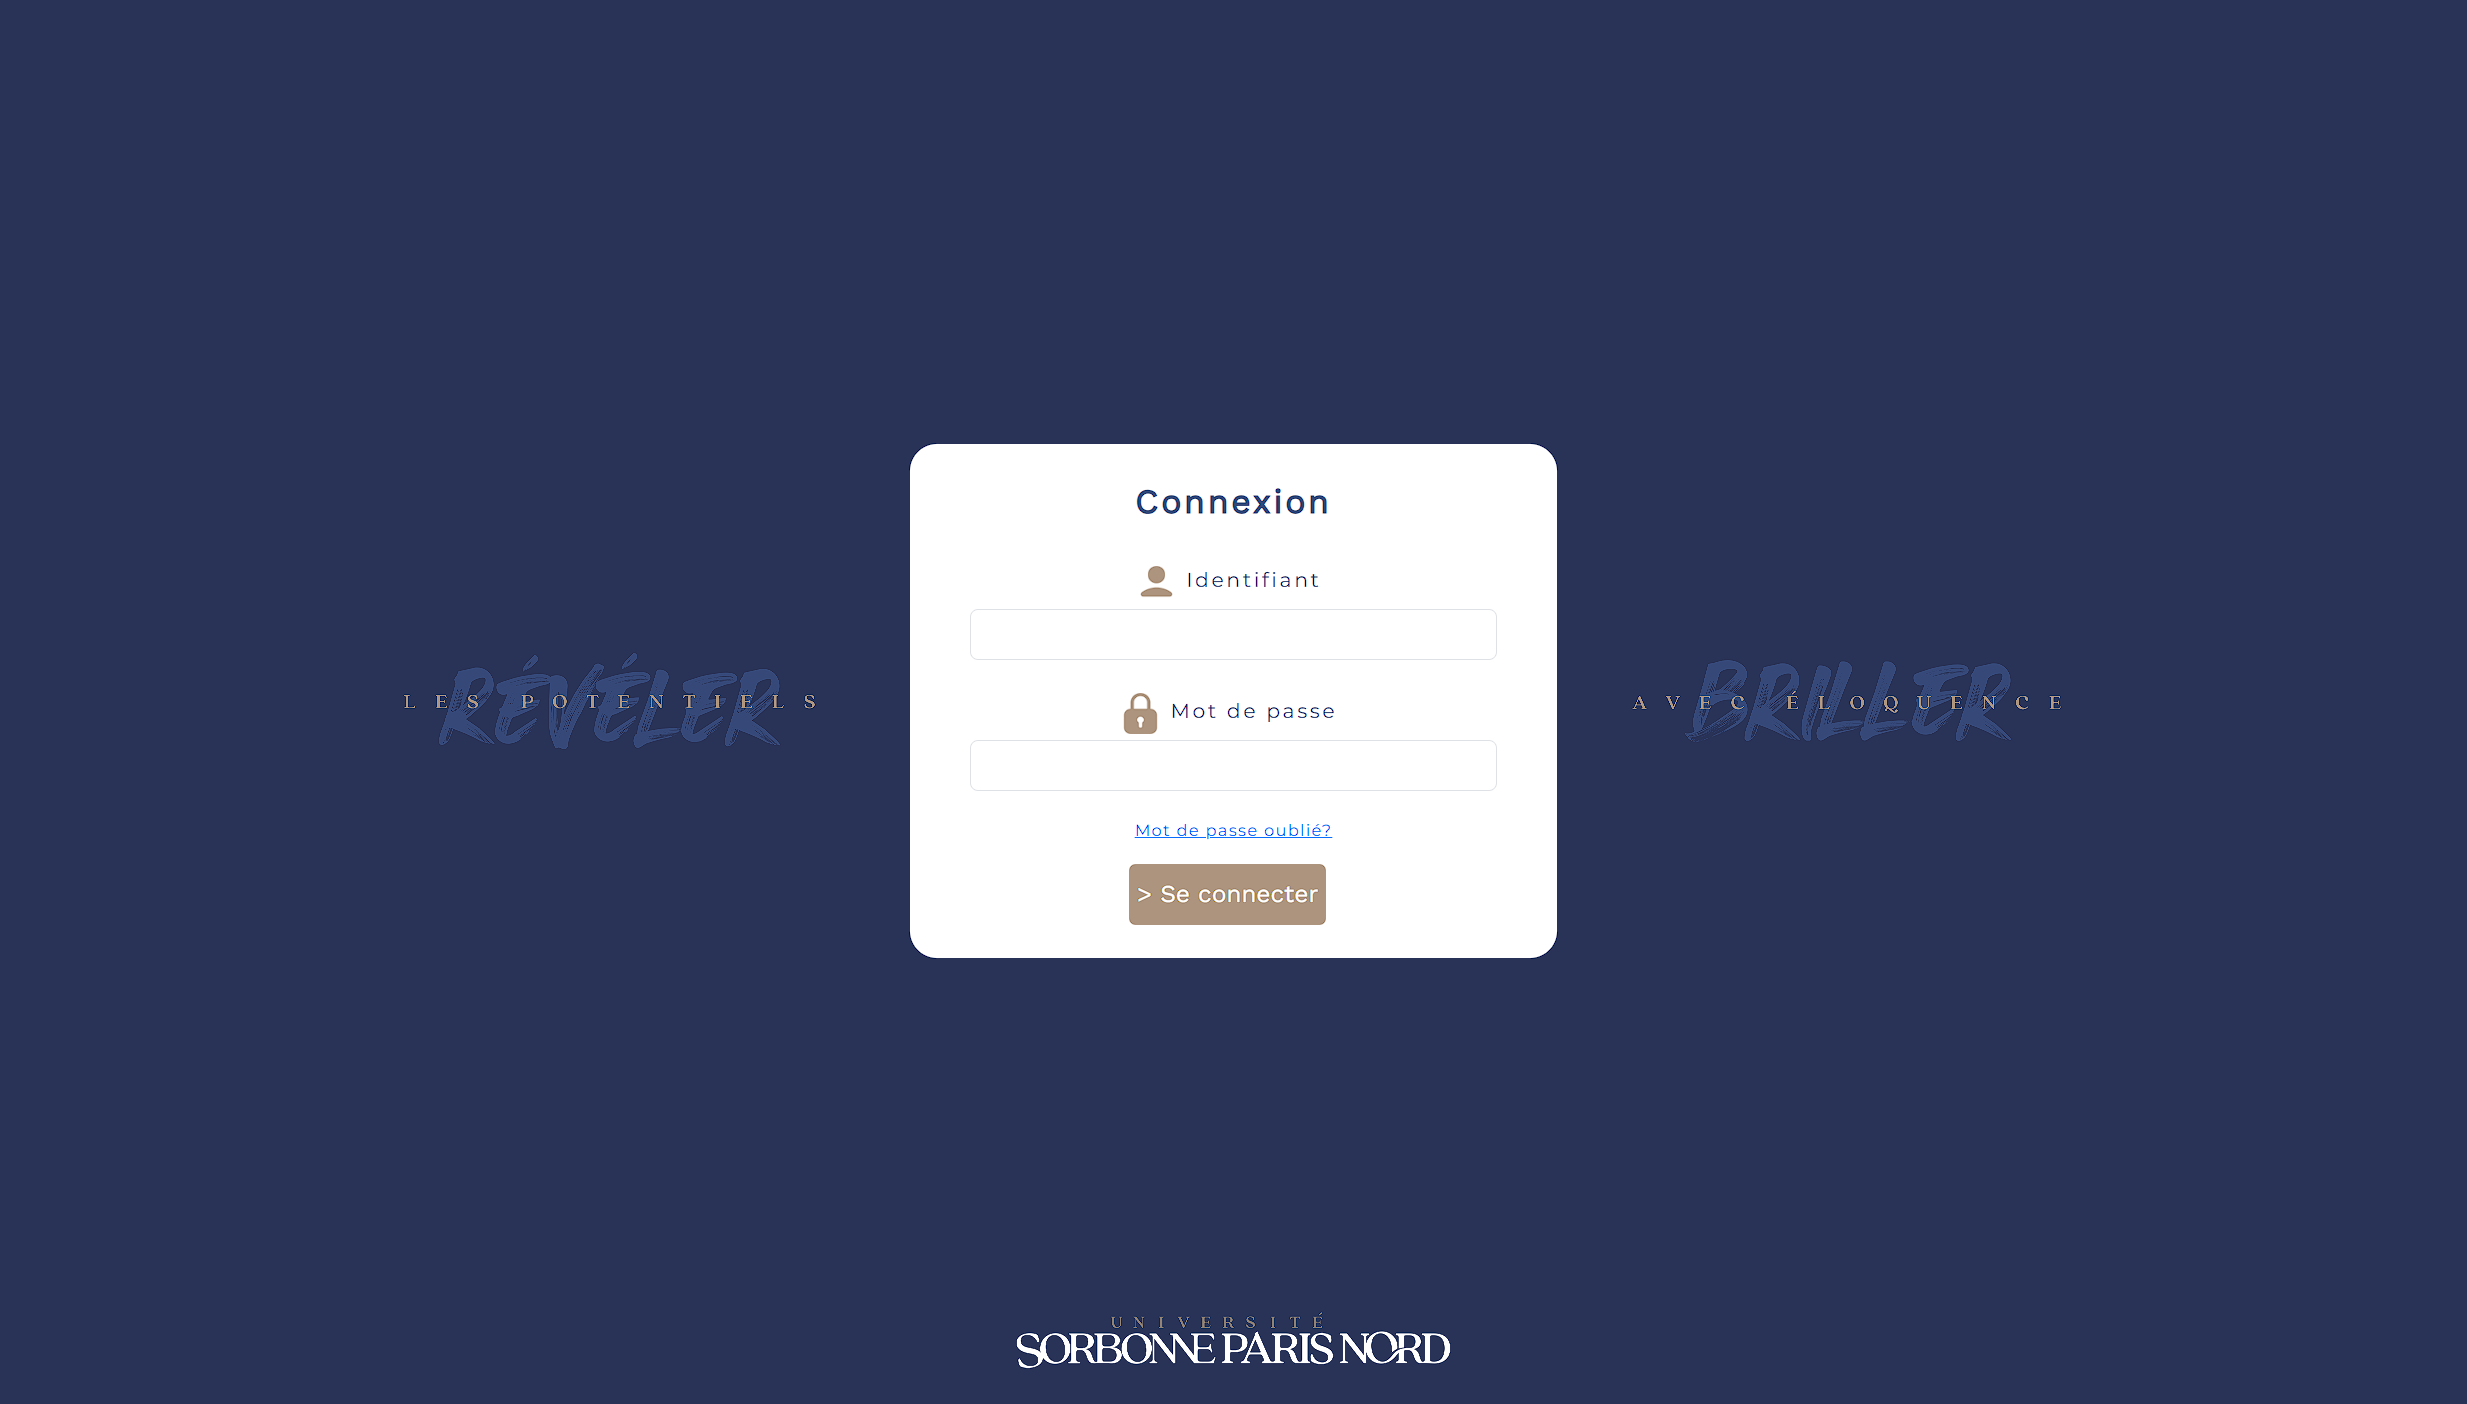 Connexion
Identifiant
Mot de passe
Mot de passe oublié?
> Se connecter
RÉVÉLER
LES POTENTIELS
BRILLER
AVEC ÉLOQUENCE
UNIVERSITÉ
SORBONNE PARIS NORD